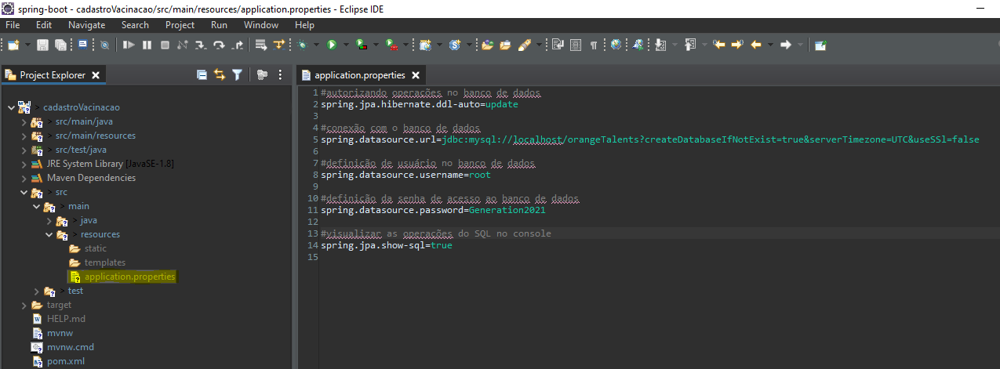 spring-boot - cadastroVacinacao/src/main/resources/application.properties - Eclipse IDE
File Edit Navigate Search Project Run Window Help
Project Explorer
cadastroVacinacao
> src/main/java
> src/main/resources
> src/test/java
JRE System Library [JavaSE-1.8]
Maven Dependencies
> src
> main
> java
> resources
static
templates
application.properties
> test
target
HELP.md
mvnw
mvnw.cmd
pom.xml
application.properties
1 #autorizando operações no banco de dados
2 spring.jpa.hibernate.ddl-auto=update
3
4 #conexão com o banco de dados
5 spring.datasource.url=jdbc:mysql://localhost/orangeTalents?createDatabaseIfNotExist=true&serverTimezone=UTC&useSSl=false
6
7 #definição de usuário no banco de dados
8 spring.datasource.username=root
9
10 #definição da senha de acesso ao banco de dados
11 spring.datasource.password=Generation2021
12
13 #visualizar as operações do SQL no console
14 spring.jpa.show-sql=true
15